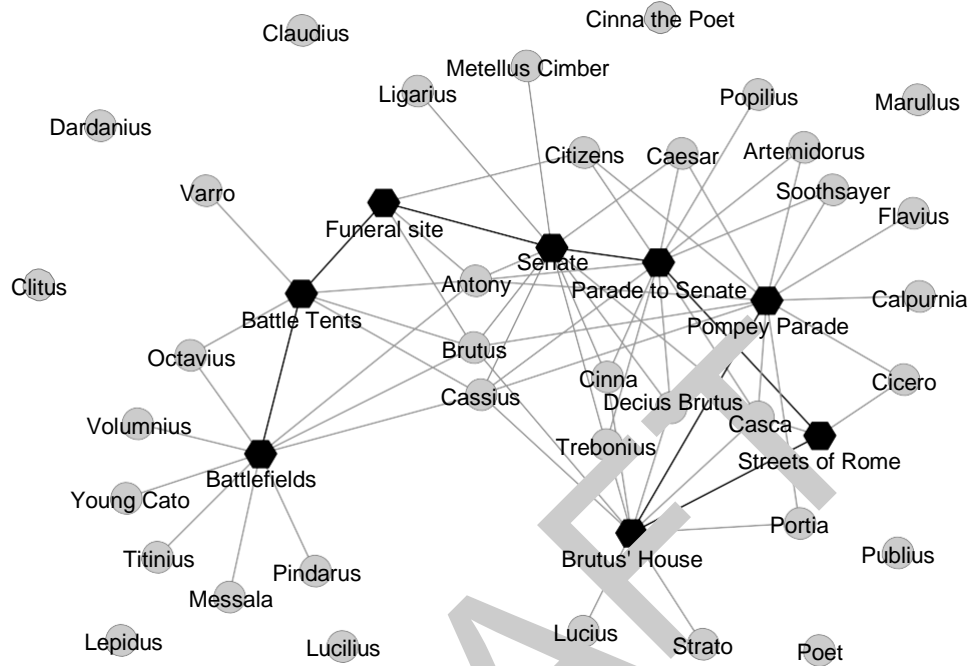 Cinna the Poet
Claudius
Metellus Cimber
Ligarius
Popilius
Marullus
Dardanius
Citizens
Caesar
Artemidorus
Varro
Soothsayer
Flavius
Funeral site
Senate
Antony
Parade to Senate
Clitus
Calpurnia
Battle Tents
Pompey Parade
Octavius
Brutus
Cinna
Cicero
Cassius
Decius Brutus
Volumnius
Casca
Trebonius
Streets of Rome
Battlefields
Young Cato
Portia
Titinius
Brutus' House
Publius
Pindarus
Messala
Lucius
Lepidus
Lucilius
Strato
Poet